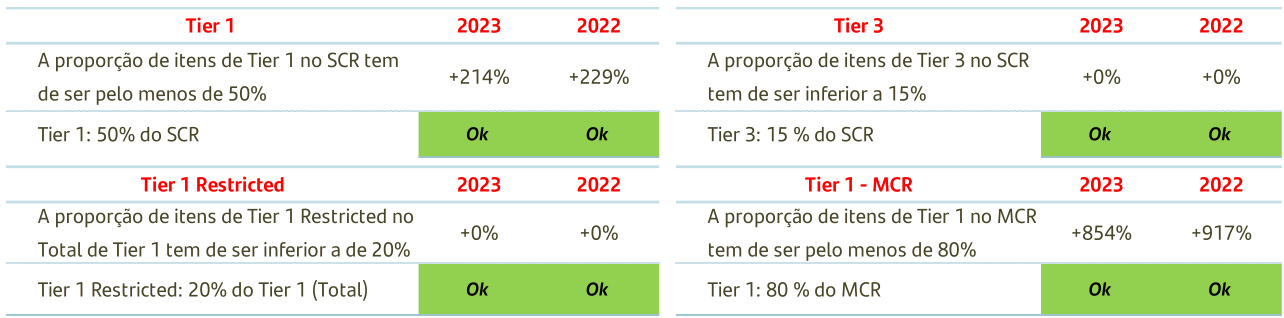 Tier 1 2023 2022
A proporção de itens de Tier 1 no SCR tem
de ser pelo menos de 50%
+214% +229%
Tier 1: 50% do SCR Ok Ok
Tier 3 2023 2022
A proporção de itens de Tier 3 no SCR
tem de ser inferior a 15%
+0% +0%
Tier 3: 15 % do SCR Ok Ok
Tier 1 Restricted 2023 2022
A proporção de itens de Tier 1 Restricted no
Total de Tier 1 tem de ser inferior a de 20%
+0% +0%
Tier 1 Restricted: 20% do Tier 1 (Total) Ok Ok
Tier 1 - MCR 2023 2022
A proporção de itens de Tier 1 no MCR
tem de ser pelo menos de 80%
+854% +917%
Tier 1: 80 % do MCR Ok Ok